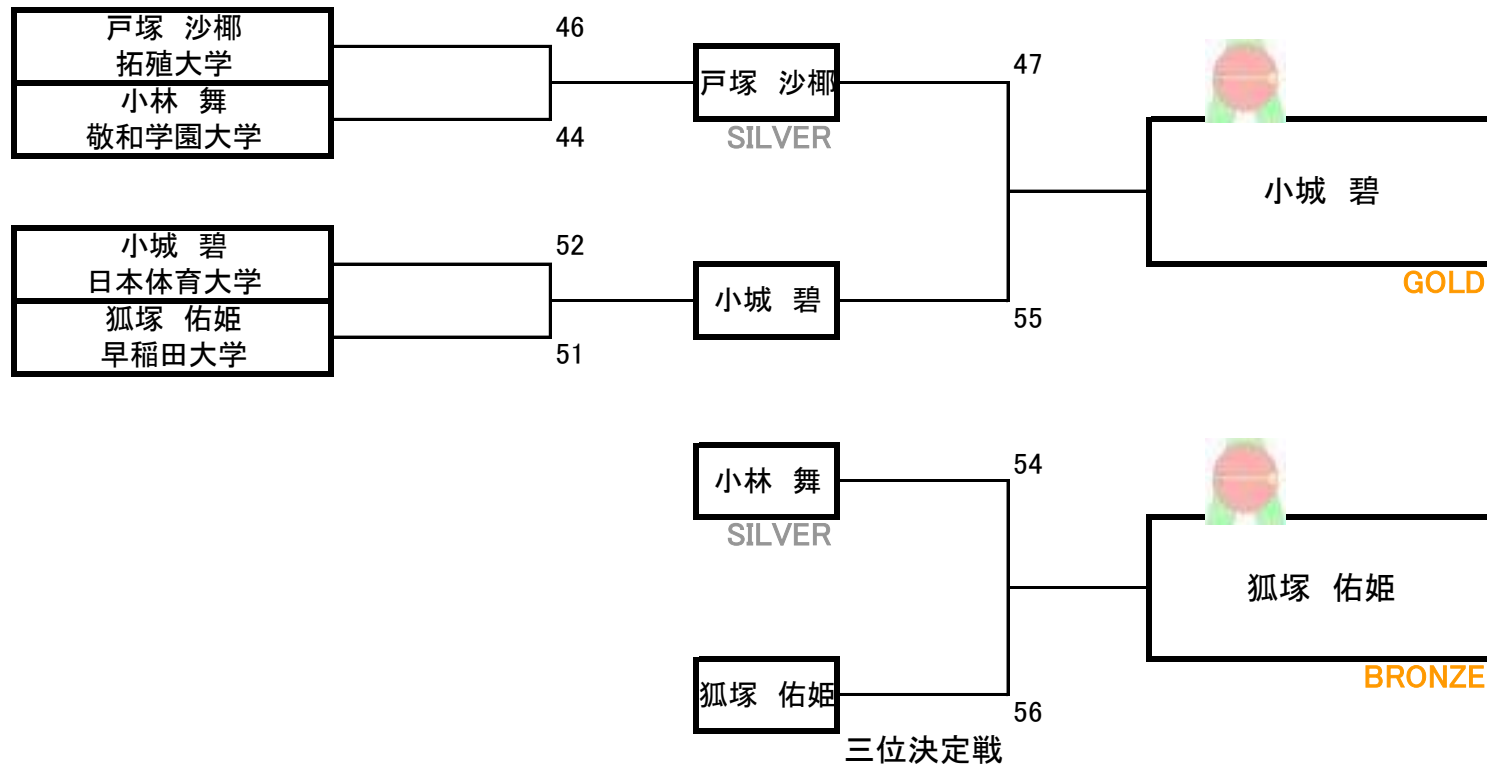 戸塚　沙椰
拓殖大学
小林　舞
敬和学園大学
46
44
戸塚　沙椰
SILVER
47
小城　碧
GOLD
小城　碧
日本体育大学
狐塚　佑姫
早稲田大学
52
51
小城　碧
55
小林　舞
SILVER
54
狐塚　佑姫
BRONZE
狐塚　佑姫
56
三位決定戦